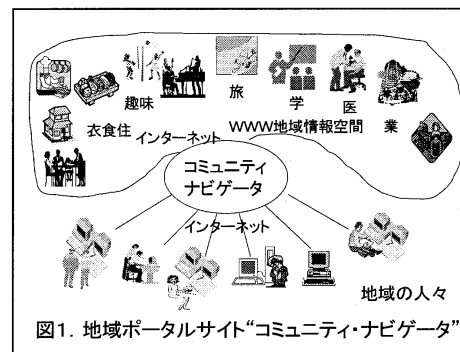 趣味
旅
学
医
衣食住
インターネット
WWW地域情報空間
業
コミュニティ
ナビゲータ
インターネット
地域の人々
図1. 地域ポータルサイト“コミュニティ・ナビゲータ”